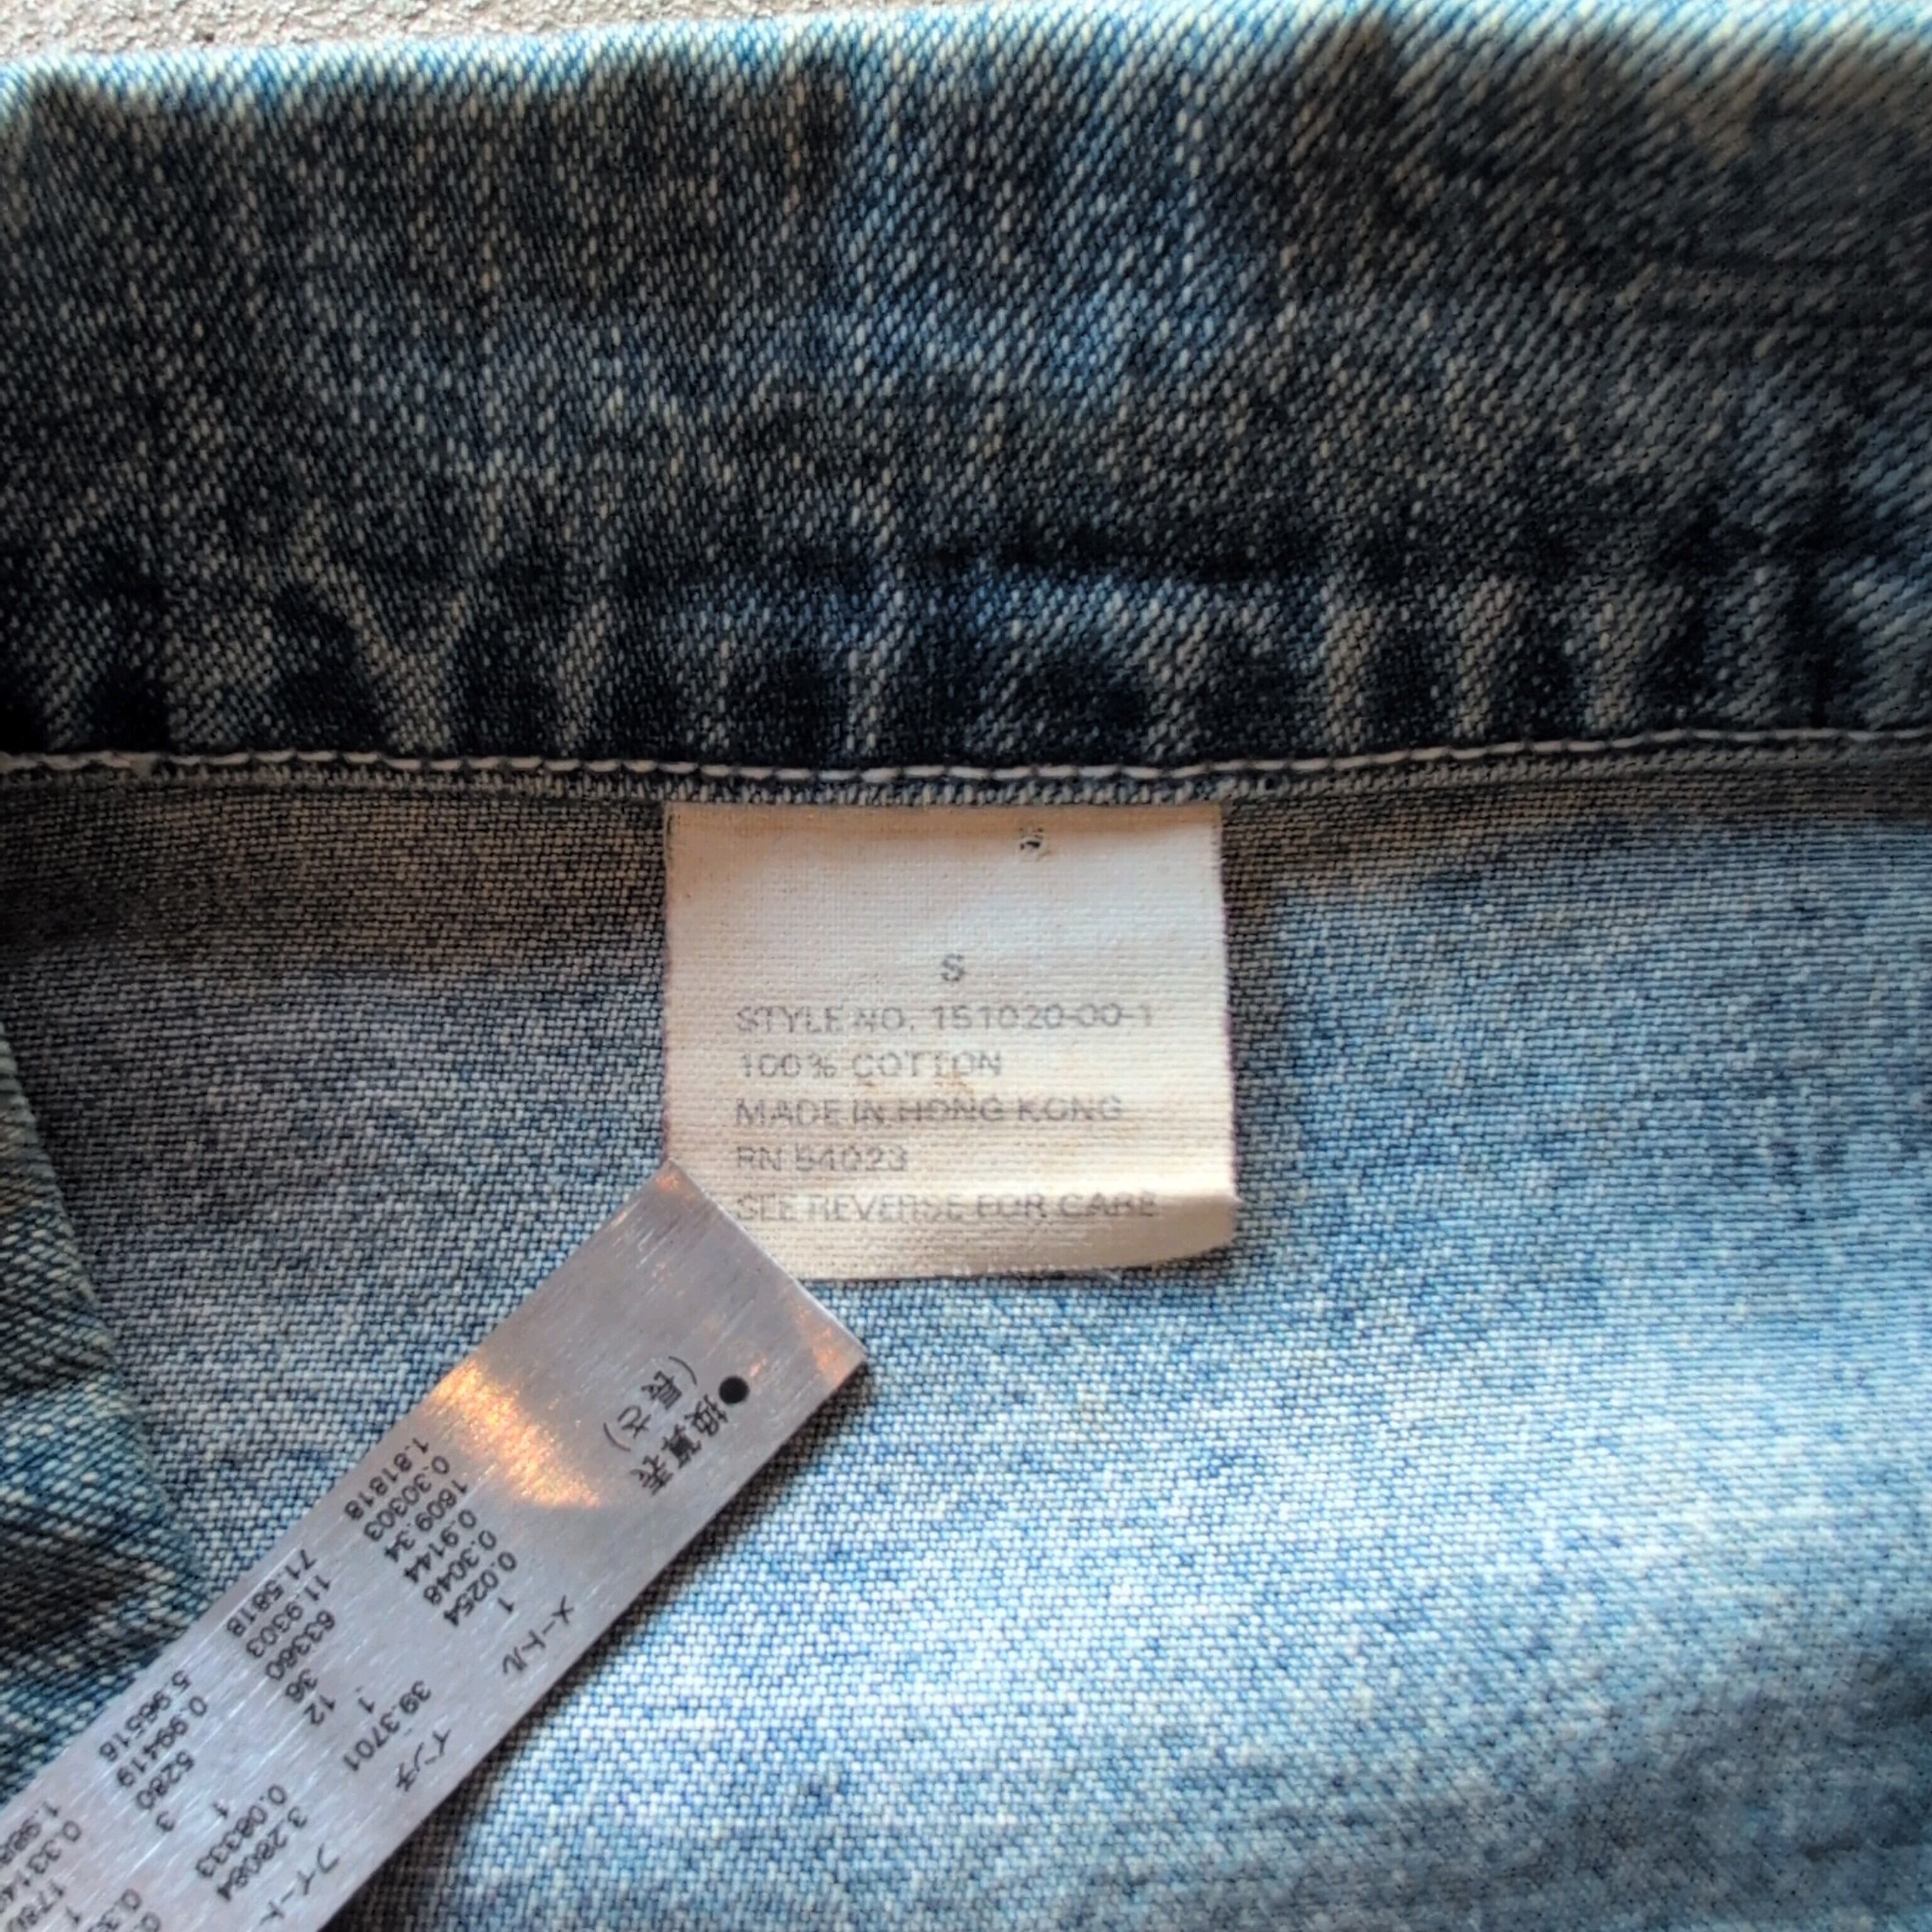 S
STYLE NO. 151020-00-1
100% COTTON
MADE IN HONG KONG
RN 54023
SEE REVERSE FOR CARE
●換算表
(長さ)
メートル インチ フィート
1 39.3701 3.28084
0.0254 1 0.08333
0.3048 12 1
0.9144 36 3
1609.34 63360 5280
0.30303 11.9303 0.99419
1.81818 71.5818 5.96516